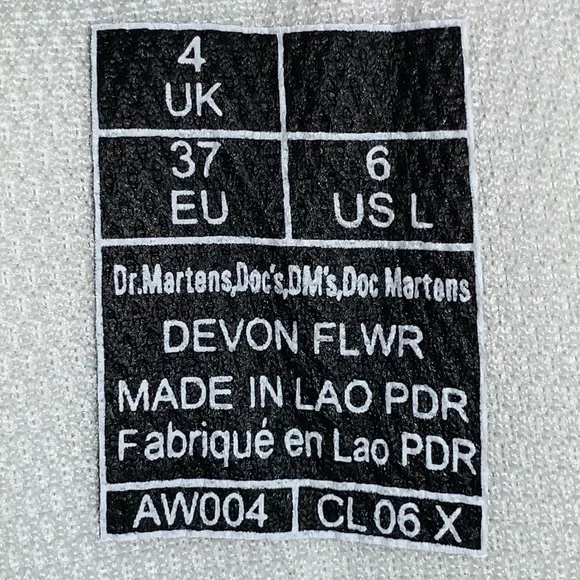 4
UK
37
EU
6
US L
Dr.Martens,Doc's,DM's,Doc Martens
DEVON FLWR
MADE IN LAO PDR
Fabriqué en Lao PDR
AW004
CL 06 X